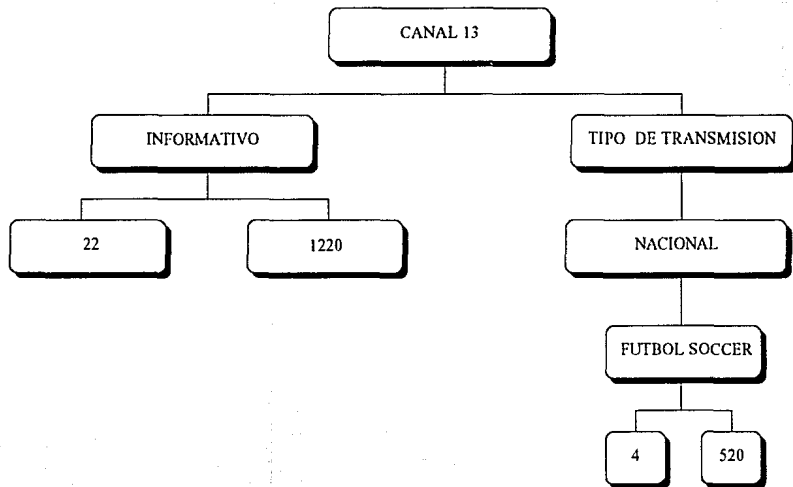 CANAL 13
INFORMATIVO
TIPO DE TRANSMISION
22
1220
NACIONAL
FUTBOL SOCCER
4
520